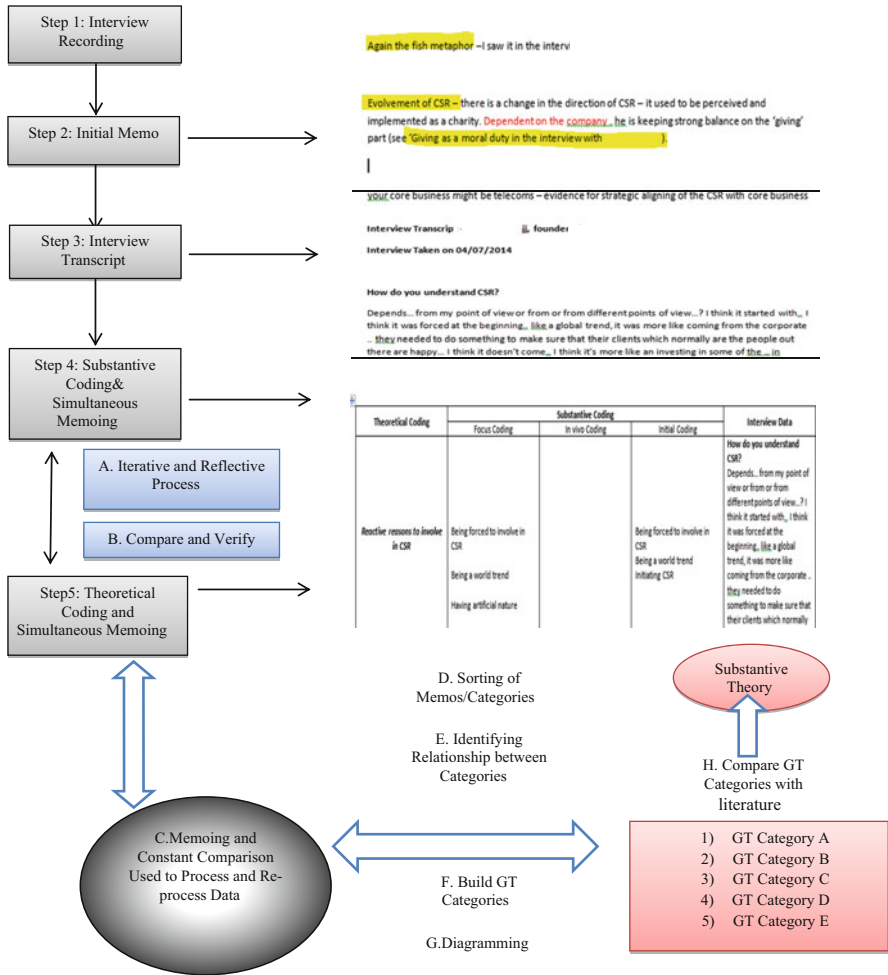 Step 1: Interview
Recording
Step 2: Initial Memo
Step 3: Interview
Transcript
Step 4: Substantive
Coding&
Simultaneous
Memoing
A. Iterative and Reflective
Process
B. Compare and Verify
Step5: Theoretical
Coding and
Simultaneous Memoing
Again the fish metaphor –I saw it in the intervi
Evolvement of CSR – there is a change in the direction of CSR – it used to be perceived and
implemented as a charity. Dependent on the company , he is keeping strong balance on the ‘giving’
part (see ‘Giving as a moral duty in the interview with ).
your core business might be telecoms – evidence for strategic aligning of the CSR with core business
Interview Transcrip founder
Interview Taken on 04/07/2014
How do you understand CSR?
Depends... from my point of view or from or from different points of view...? I think it started with,, I
think it was forced at the beginning,, like a global trend, it was more like coming from the corporate
.. they needed to do something to make sure that their clients which normally are the people out
there are happy... I think it doesn't come,, I think it's more like an investing in some of the ... in
Theoretical Coding
Substantive Coding
Focus Coding
In vivo Coding
Initial Coding
Interview Data
Reactive reasons to involve
in CSR
Being forced to involve in
CSR
Being a world trend
Having artificial nature
Being forced to involve in
CSR
Being a world trend
Initiating CSR
How do you understand
CSR?
Depends.. from my point of
view or from or from
different points of view...? I
think it started with,, I think
it was forced at the
beginning,, like a global
trend, it was more like
coming from the corporate ..
they needed to do
something to make sure that
their clients which normally
C.Memoing and
Constant Comparison
Used to Process and Re-
process Data
D. Sorting of
Memos/Categories
E. Identifying
Relationship between
Categories
F. Build GT
Categories
G.Diagramming
Substantive
Theory
H. Compare GT
Categories with
literature
1) GT Category A
2) GT Category B
3) GT Category C
4) GT Category D
5) GT Category E